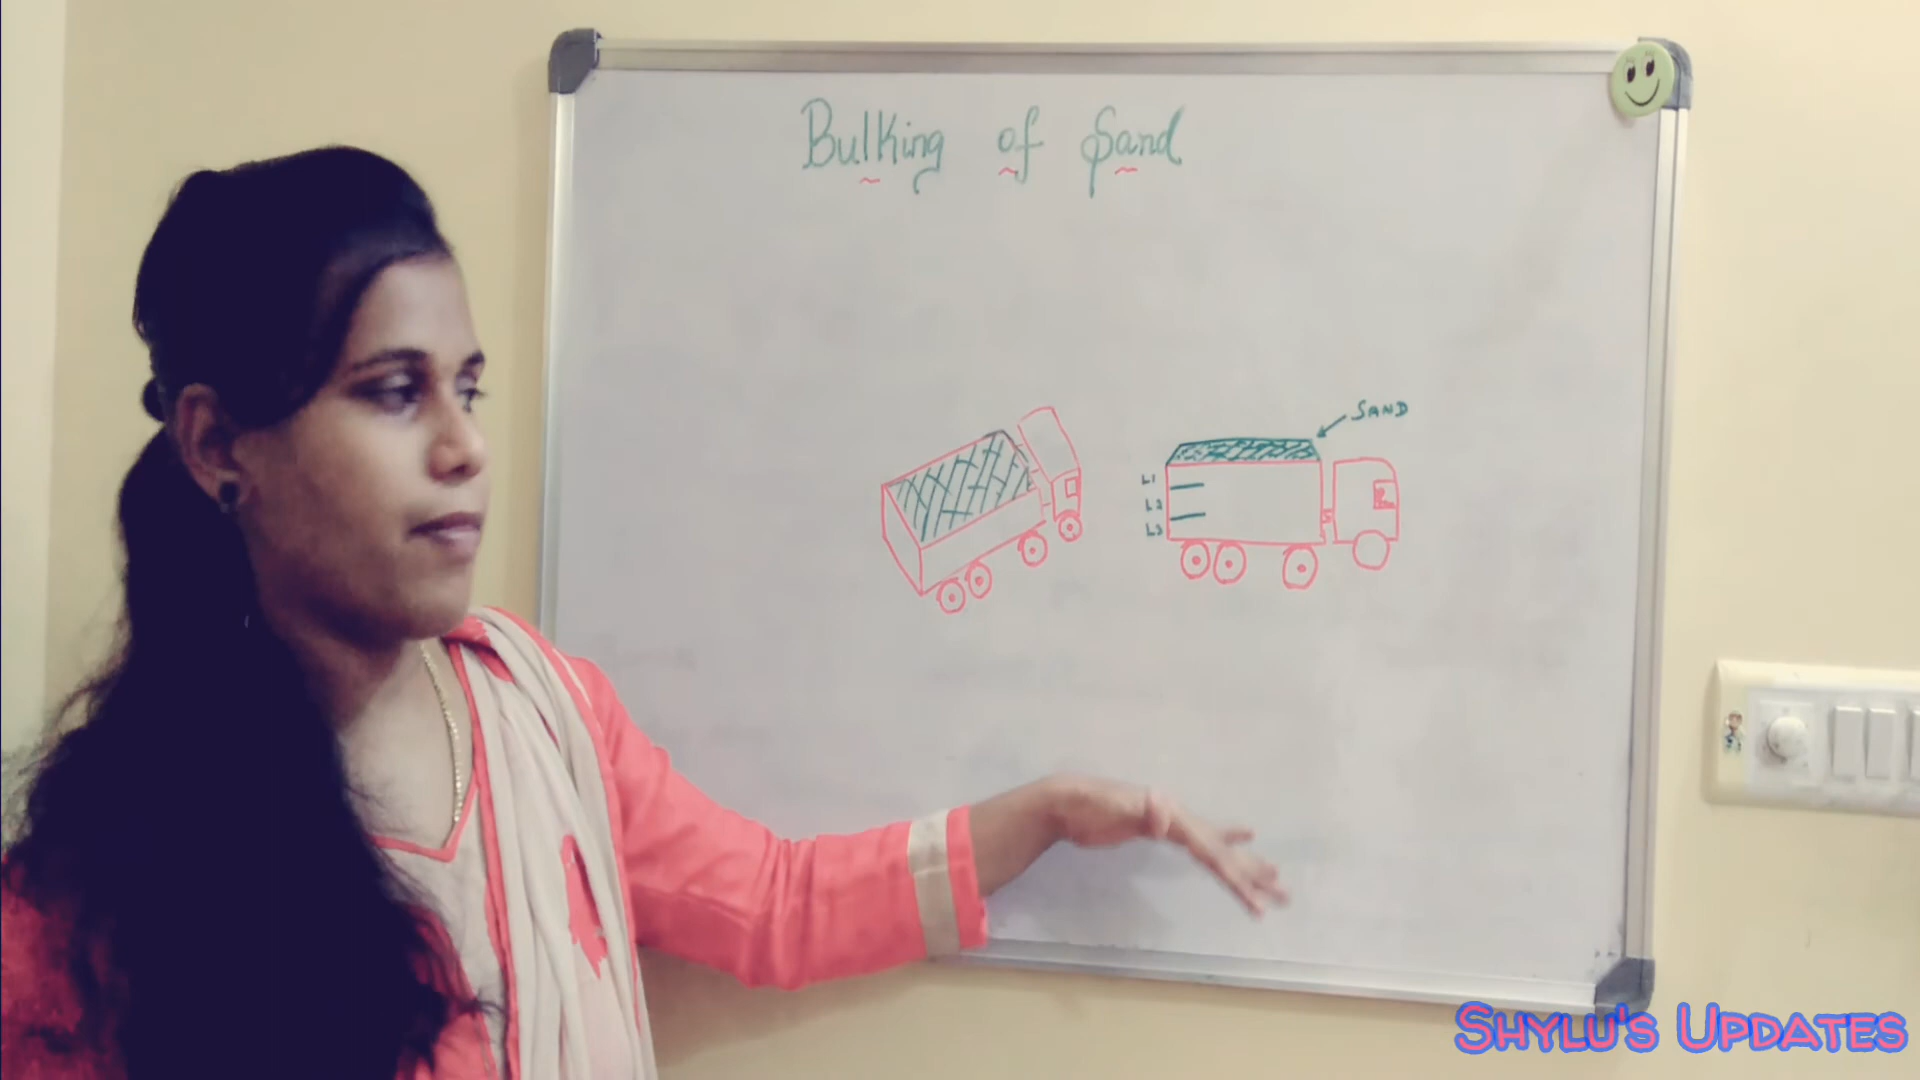 Bulking of Sand
SAND
L1
L2
L3
SHYLU'S UPDATES